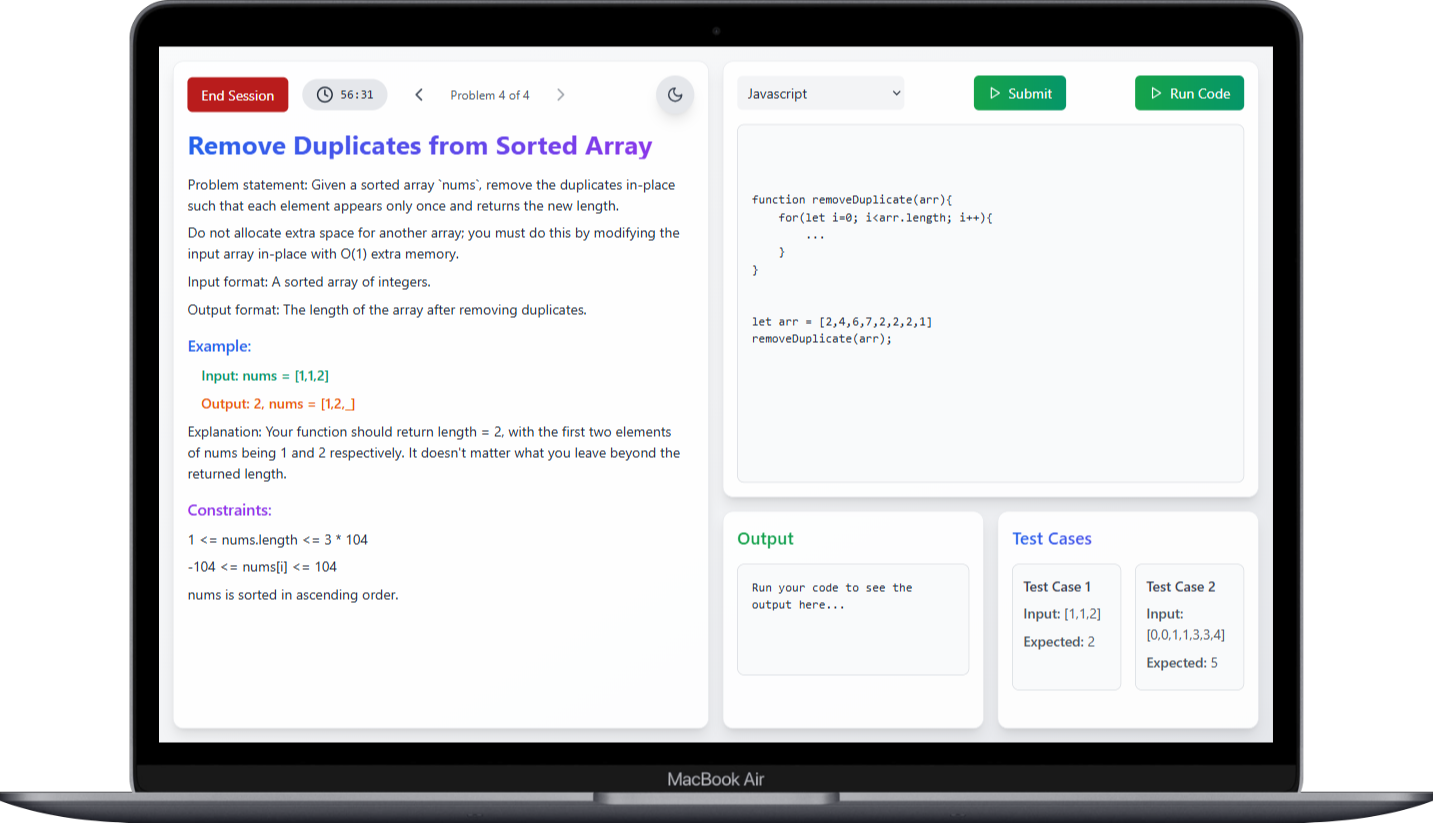 End Session
56:31
Problem 4 of 4
Remove Duplicates from Sorted Array
Problem statement: Given a sorted array `nums`, remove the duplicates in-place
such that each element appears only once and returns the new length.
Do not allocate extra space for another array; you must do this by modifying the
input array in-place with O(1) extra memory.
Input format: A sorted array of integers.
Output format: The length of the array after removing duplicates.
Example:
Input: nums = [1,1,2]
Output: 2, nums = [1,2,_]
Explanation: Your function should return length = 2, with the first two elements
of nums being 1 and 2 respectively. It doesn't matter what you leave beyond the
returned length.
Constraints:
1 <= nums.length <= 3 * 104
-104 <= nums[i] <= 104
nums is sorted in ascending order.
Javascript
Submit
Run Code
function removeDuplicate(arr){
    for(let i=0; i<arr.length; i++){
        ...
    }
}
let arr = [2,4,6,7,2,2,2,1]
removeDuplicate(arr);
Output
Run your code to see the
output here...
Test Cases
Test Case 1
Input: [1,1,2]
Expected: 2
Test Case 2
Input:
[0,0,1,1,3,3,4]
Expected: 5
MacBook Air